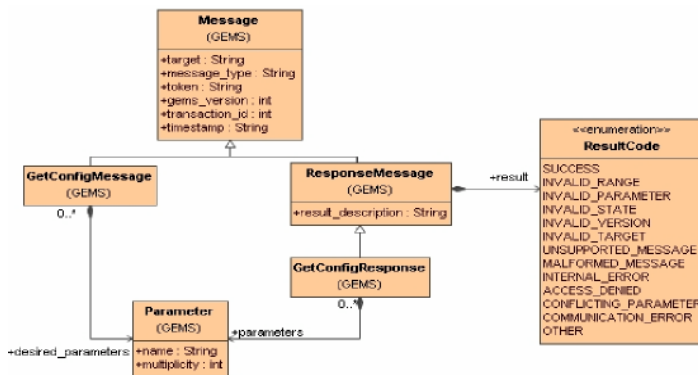 Message
(GEMS)
+target : String
+message_type : String
+token : String
+gems_version : int
+transaction_id : int
+timestamp : String
GetConfigMessage
(GEMS)
0..*
ResponseMessage
(GEMS)
+result_description : String
+result
<<enumeration>>
ResultCode
SUCCESS
INVALID_RANGE
INVALID_PARAMETER
INVALID_STATE
INVALID_VERSION
INVALID_TARGET
UNSUPPORTED_MESSAGE
MALFORMED_MESSAGE
INTERNAL_ERROR
ACCESS_DENIED
CONFLICTING_PARAMETER
COMMUNICATION_ERROR
OTHER
GetConfigResponse
(GEMS)
0..*
Parameter
(GEMS)
+name : String
+multiplicity : int
+parameters
+desired_parameters